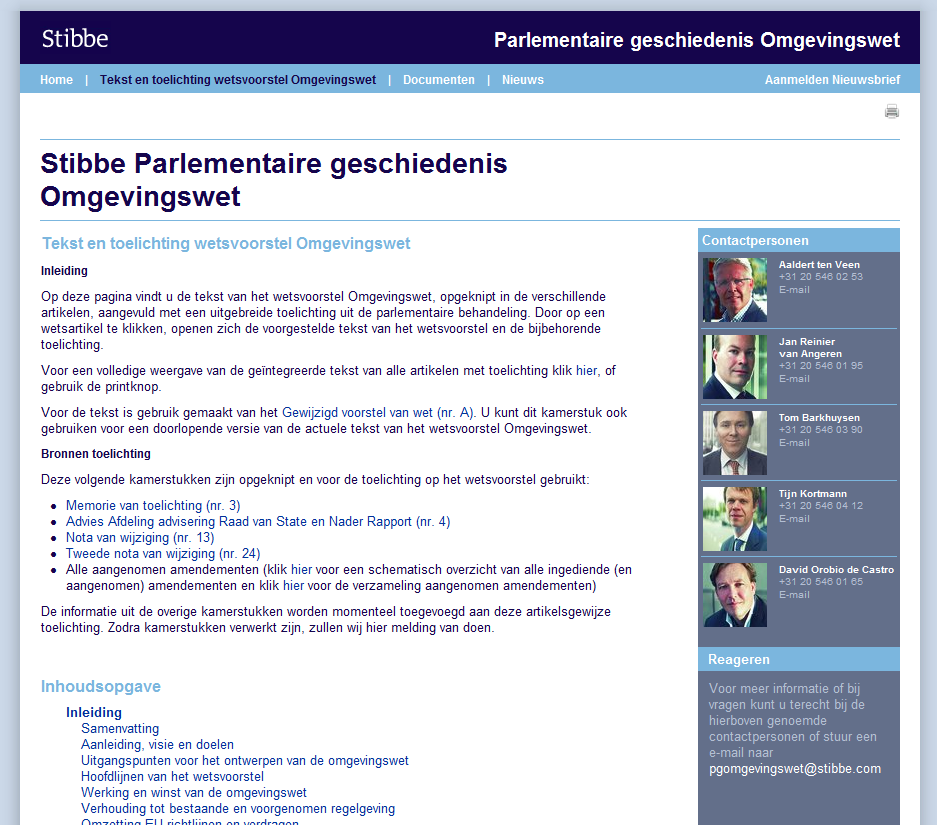 Stibbe
Parlementaire geschiedenis Omgevingswet
Home | Tekst en toelichting wetsvoorstel Omgevingswet | Documenten | Nieuws
Aanmelden Nieuwsbrief
Stibbe Parlementaire geschiedenis
Omgevingswet
Tekst en toelichting wetsvoorstel Omgevingswet
Inleiding
Op deze pagina vindt u de tekst van het wetsvoorstel Omgevingswet, opgeknipt in de verschillende
artikelen, aangevuld met een uitgebreide toelichting uit de parlementaire behandeling. Door op een
wetsartikel te klikken, openen zich de voorgestelde tekst van het wetsvoorstel en de bijbehorende
toelichting.
Voor een volledige weergave van de geïntegreerde tekst van alle artikelen met toelichting klik hier, of
gebruik de printknop.
Voor de tekst is gebruik gemaakt van het Gewijzigd voorstel van wet (nr. A). U kunt dit kamerstuk ook
gebruiken voor een doorlopende versie van de actuele tekst van het wetsvoorstel Omgevingswet.
Bronnen toelichting
Deze volgende kamerstukken zijn opgeknipt en voor de toelichting op het wetsvoorstel gebruikt:
• Memorie van toelichting (nr. 3)
• Advies Afdeling advisering Raad van State en Nader Rapport (nr. 4)
• Nota van wijziging (nr. 13)
• Tweede nota van wijziging (nr. 24)
• Alle aangenomen amendementen (klik hier voor een schematisch overzicht van alle ingediende (en
aangenomen) amendementen en klik hier voor de verzameling aangenomen amendementen)
De informatie uit de overige kamerstukken worden momenteel toegevoegd aan deze artikelsgewijze
toelichting. Zodra kamerstukken verwerkt zijn, zullen wij hier melding van doen.
Inhoudsopgave
Inleiding
Samenvatting
Aanleiding, visie en doelen
Uitgangspunten voor het ontwerpen van de omgevingswet
Hoofdlijnen van het wetsvoorstel
Werking en winst van de omgevingswet
Verhouding tot bestaande en voorgenomen regelgeving
Omzetting EU-richtlijnen en verdragen
Contactpersonen
Aaldert ten Veen
+31 20 546 02 53
E-mail
Jan Reinier
van Angeren
+31 20 546 01 95
E-mail
Tom Barkhuysen
+31 20 546 03 90
E-mail
Tijn Kortmann
+31 20 546 04 12
E-mail
David Orobio de Castro
+31 20 546 01 65
E-mail
Reageren
Voor meer informatie of bij
vragen kunt u terecht bij de
hierboven genoemde
contactpersonen of stuur een
e-mail naar
pgomgevingswet@stibbe.com